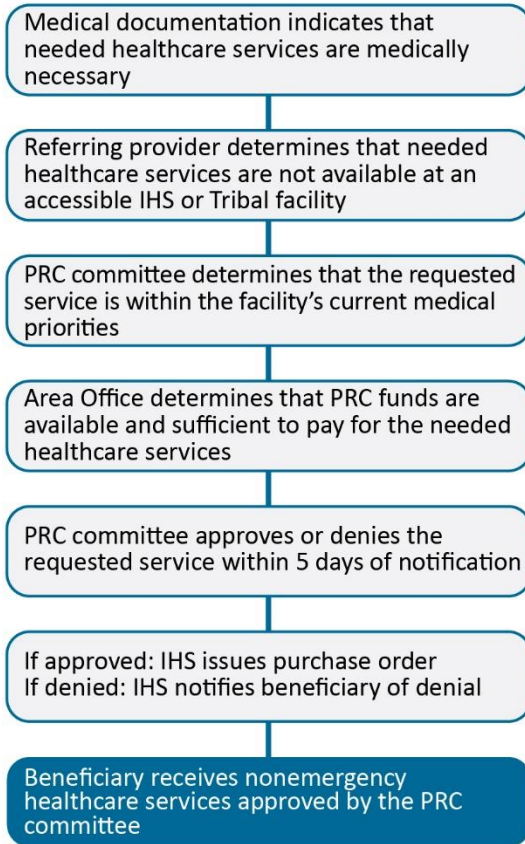 Medical documentation indicates that
needed healthcare services are medically
necessary
Referring provider determines that needed
healthcare services are not available at an
accessible IHS or Tribal facility
PRC committee determines that the requested
service is within the facility’s current medical
priorities
Area Office determines that PRC funds are
available and sufficient to pay for the needed
healthcare services
PRC committee approves or denies the
requested service within 5 days of notification
If approved: IHS issues purchase order
If denied: IHS notifies beneficiary of denial
Beneficiary receives nonemergency
healthcare services approved by the PRC
committee